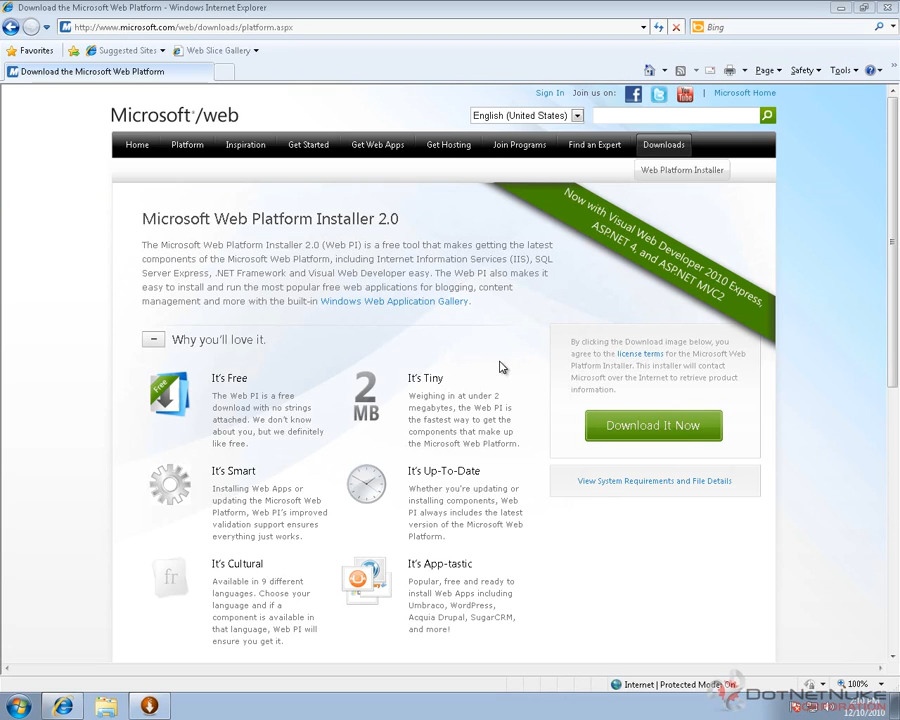 Download the Microsoft Web Platform - Windows Internet Explorer
http://www.microsoft.com/web/downloads/platform.aspx
Bing
Favorites
Suggested Sites
Web Slice Gallery
Download the Microsoft Web Platform
Page
Safety
Tools
Sign In Join us on: | Microsoft Home
Microsoft/web
English (United States)
Home Platform Inspiration Get Started Get Web Apps Get Hosting Join Programs Find an Expert Downloads
Web Platform Installer
Now with Visual Web Developer 2010 Express,
ASP.NET 4, and ASP.NET MVC2
Microsoft Web Platform Installer 2.0
The Microsoft Web Platform Installer 2.0 (Web PI) is a free tool that makes getting the latest
components of the Microsoft Web Platform, including Internet Information Services (IIS), SQL
Server Express, .NET Framework and Visual Web Developer easy. The Web PI also makes it
easy to install and run the most popular free web applications for blogging, content
management and more with the built-in Windows Web Application Gallery.
Why you'll love it.
Free
It's Free
The Web PI is a free
download with no strings
attached. We don't know
about you, but we definitely
like free.
2
MB
It's Tiny
Weighing in at under 2
megabytes, the Web PI is
the fastest way to get the
components that make up
the Microsoft Web Platform.
It's Smart
Installing Web Apps or
updating the Microsoft Web
Platform, Web PI's improved
validation support ensures
everything just works.
It's Up-To-Date
Whether you're updating or
installing components, Web
PI always includes the latest
version of the Microsoft Web
Platform.
fr
It's Cultural
Available in 9 different
languages. Choose your
language and if a
component is available in
that language, Web PI will
ensure you get it.
It's App-tastic
Popular, free and ready to
install Web Apps including
Umbraco, WordPress,
Acquia Drupal, SugarCRM,
and more!
By clicking the Download image below, you
agree to the license terms for the Microsoft Web
Platform Installer. This installer will contact
Microsoft over the Internet to retrieve product
information.
Download It Now
View System Requirements and File Details
Internet | Protected Mode: On
100%
DotNetNuke
CORPORATION
12/10/2010